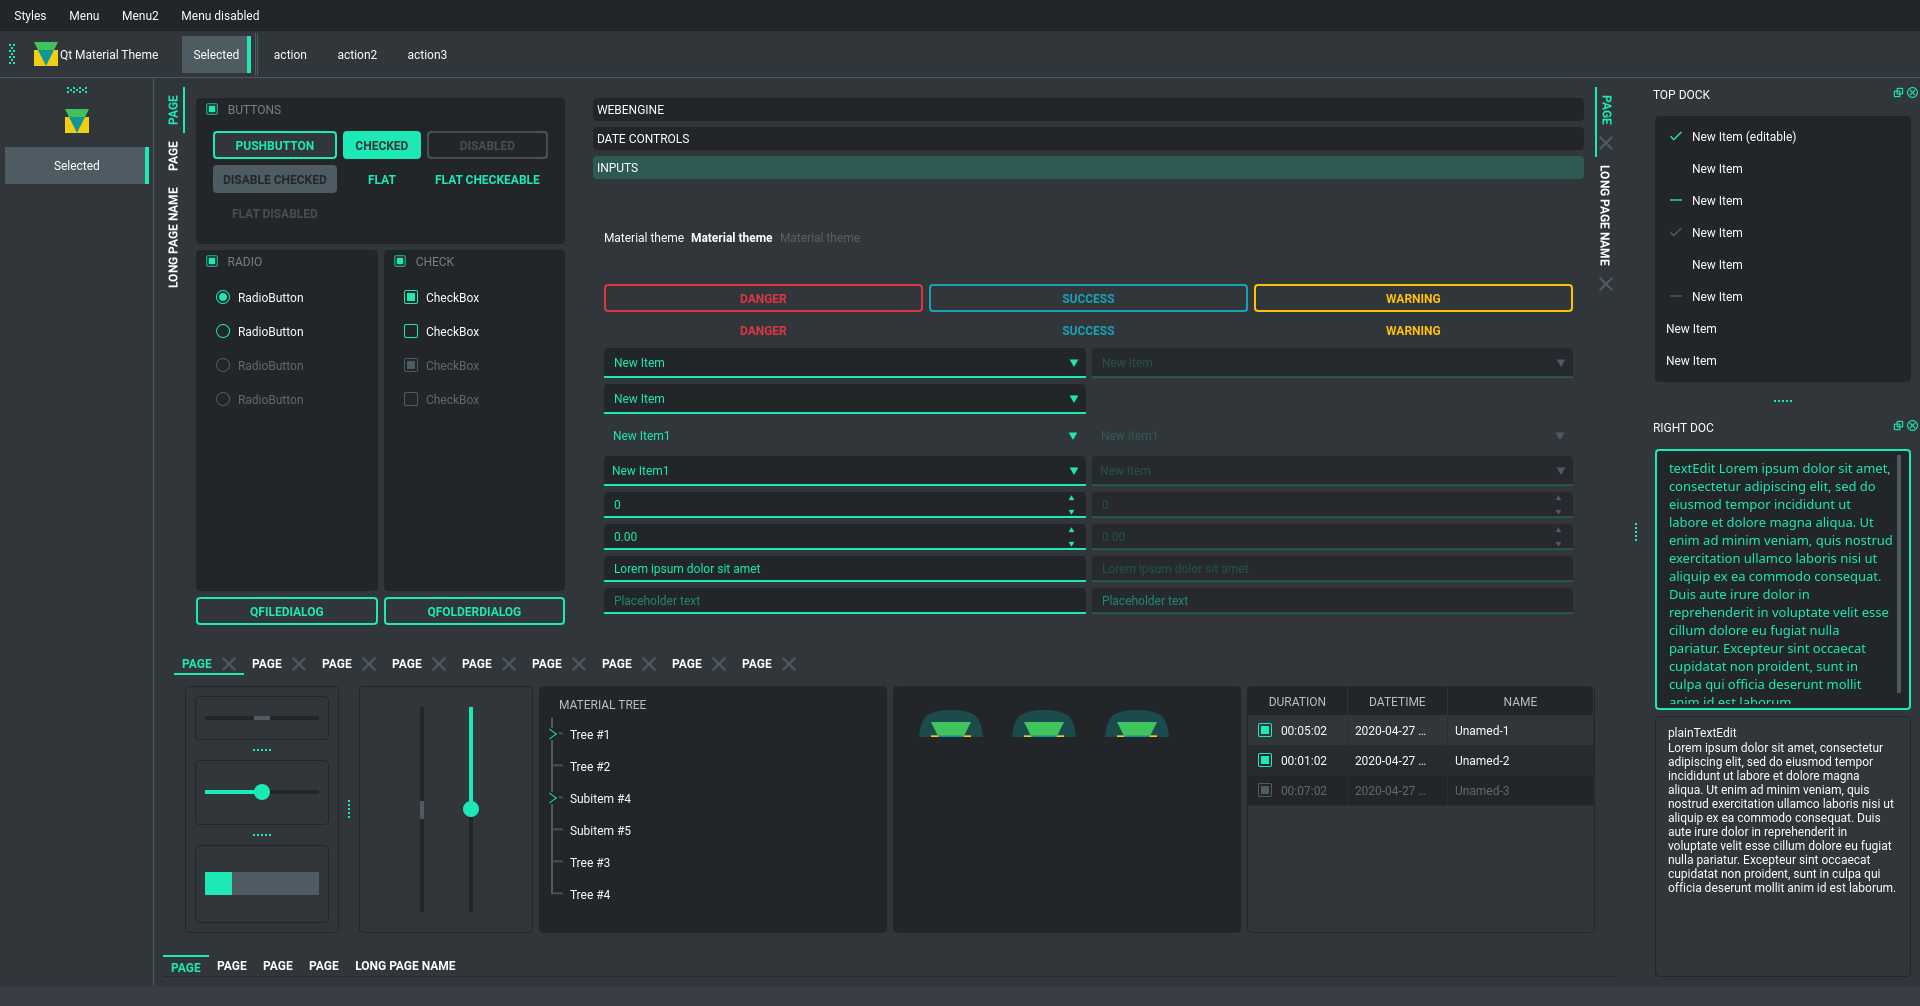 Styles Menu Menu2 Menu disabled
Qt Material Theme Selected action action2 action3
Selected
PAGE
PAGE
LONG PAGE NAME
BUTTONS
PUSHBUTTON CHECKED DISABLED
DISABLE CHECKED FLAT FLAT CHECKEABLE
FLAT DISABLED
RADIO
RadioButton
RadioButton
RadioButton
RadioButton
CHECK
CheckBox
CheckBox
CheckBox
CheckBox
QFILEDIALOG QFOLDERDIALOG
WEBENGINE
DATE CONTROLS
INPUTS
Material theme Material theme Material theme
DANGER SUCCESS WARNING
DANGER SUCCESS WARNING
New Item New Item
New Item
New Item1 New Item1
New Item1 New Item
0 0
0.00 0.00
Lorem ipsum dolor sit amet Lorem ipsum dolor sit amet
Placeholder text Placeholder text
PAGE
LONG PAGE NAME
PAGE PAGE PAGE PAGE PAGE PAGE PAGE PAGE PAGE
MATERIAL TREE
Tree #1
Tree #2
Subitem #4
Subitem #5
Tree #3
Tree #4
DURATION DATETIME NAME
00:05:02 2020-04-27 ... Unamed-1
00:01:02 2020-04-27 ... Unamed-2
00:07:02 2020-04-27 ... Unamed-3
PAGE PAGE PAGE PAGE LONG PAGE NAME
TOP DOCK
New Item (editable)
New Item
New Item
New Item
New Item
New Item
New Item
New Item
RIGHT DOC
textEdit Lorem ipsum dolor sit amet,
consectetur adipiscing elit, sed do
eiusmod tempor incididunt ut
labore et dolore magna aliqua. Ut
enim ad minim veniam, quis nostrud
exercitation ullamco laboris nisi ut
aliquip ex ea commodo consequat.
Duis aute irure dolor in
reprehenderit in voluptate velit esse
cillum dolore eu fugiat nulla
pariatur. Excepteur sint occaecat
cupidatat non proident, sunt in
culpa qui officia deserunt mollit
anim id est laborum.
plainTextEdit
Lorem ipsum dolor sit amet, consectetur
adipiscing elit, sed do eiusmod tempor
incididunt ut labore et dolore magna
aliqua. Ut enim ad minim veniam, quis
nostrud exercitation ullamco laboris nisi ut
aliquip ex ea commodo consequat. Duis
aute irure dolor in reprehenderit in
voluptate velit esse cillum dolore eu fugiat
nulla pariatur. Excepteur sint occaecat
cupidatat non proident, sunt in culpa qui
officia deserunt mollit anim id est laborum.